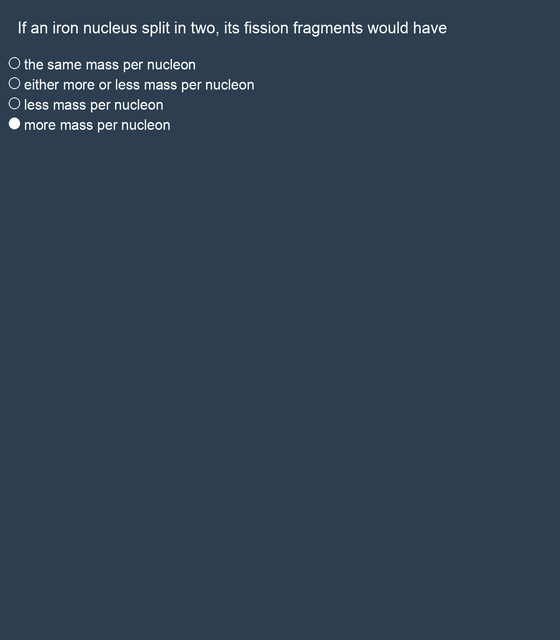 If an iron nucleus split in two, its fission fragments would have
the same mass per nucleon
either more or less mass per nucleon
less mass per nucleon
more mass per nucleon